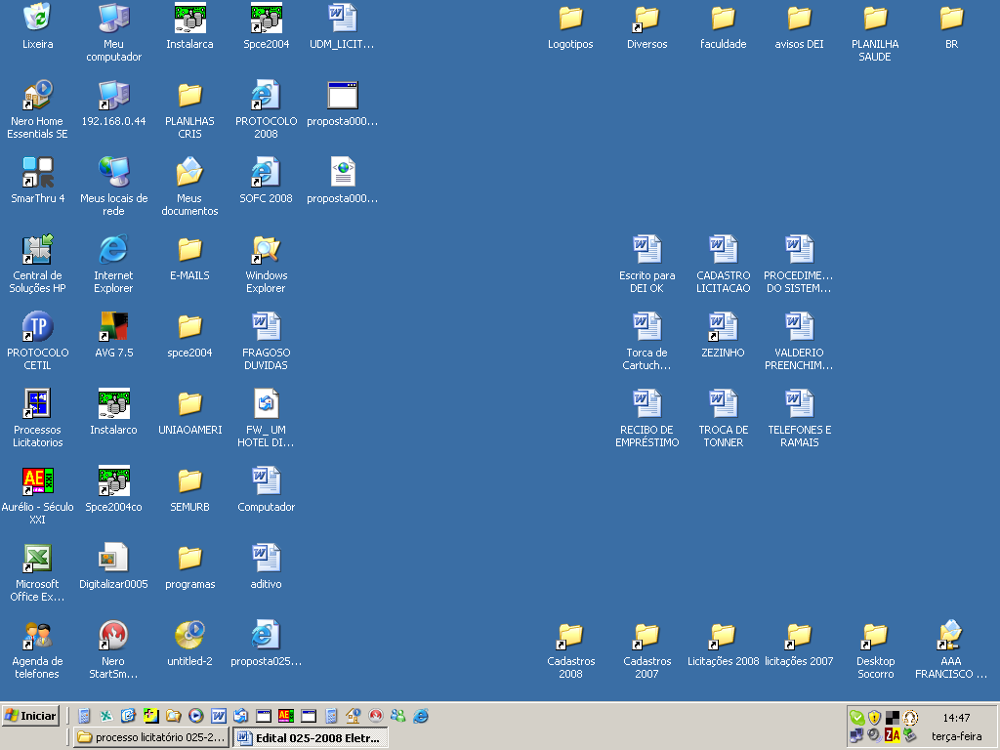 Lixeira
Meu
computador
Instalarca
Spce2004
UDM_LICIT...
Logotipos
Diversos
faculdade
avisos DEI
PLANILHA
SAUDE
BR
Nero Home
Essentials SE
192.168.0.44
PLANLHAS
CRIS
PROTOCOLO
2008
proposta000...
SmarThru 4
Meus locais de
rede
Meus
documentos
SOFC 2008
proposta000...
Central de
Soluções HP
Internet
Explorer
E-MAILS
Windows
Explorer
Escrito para
DEI OK
CADASTRO
LICITACAO
PROCEDIME...
DO SISTEM...
PROTOCOLO
CETIL
AVG 7.5
spce2004
FRAGOSO
DUVIDAS
Torca de
Cartuch...
ZEZINHO
VALDERIO
PREENCHIM...
Processos
Licitatorios
Instalarco
UNIAOAMERI
FW_ UM
HOTEL DI...
RECIBO DE
EMPRÉSTIMO
TROCA DE
TONNER
TELEFONES E
RAMAIS
AE
Aurélio - Século
XXI
Spce2004co
SEMURB
Computador
Microsoft
Office Ex...
Digitalizar0005
programas
aditivo
Agenda de
telefones
Nero
StartSm...
untitled-2
proposta025...
Cadastros
2008
Cadastros
2007
Licitações 2008
licitações 2007
Desktop
Socorro
AAA
FRANCISCO ...
Iniciar
processo licitatório 025-2...
Edital 025-2008 Eletr...
14:47
terça-feira
TP
ZA